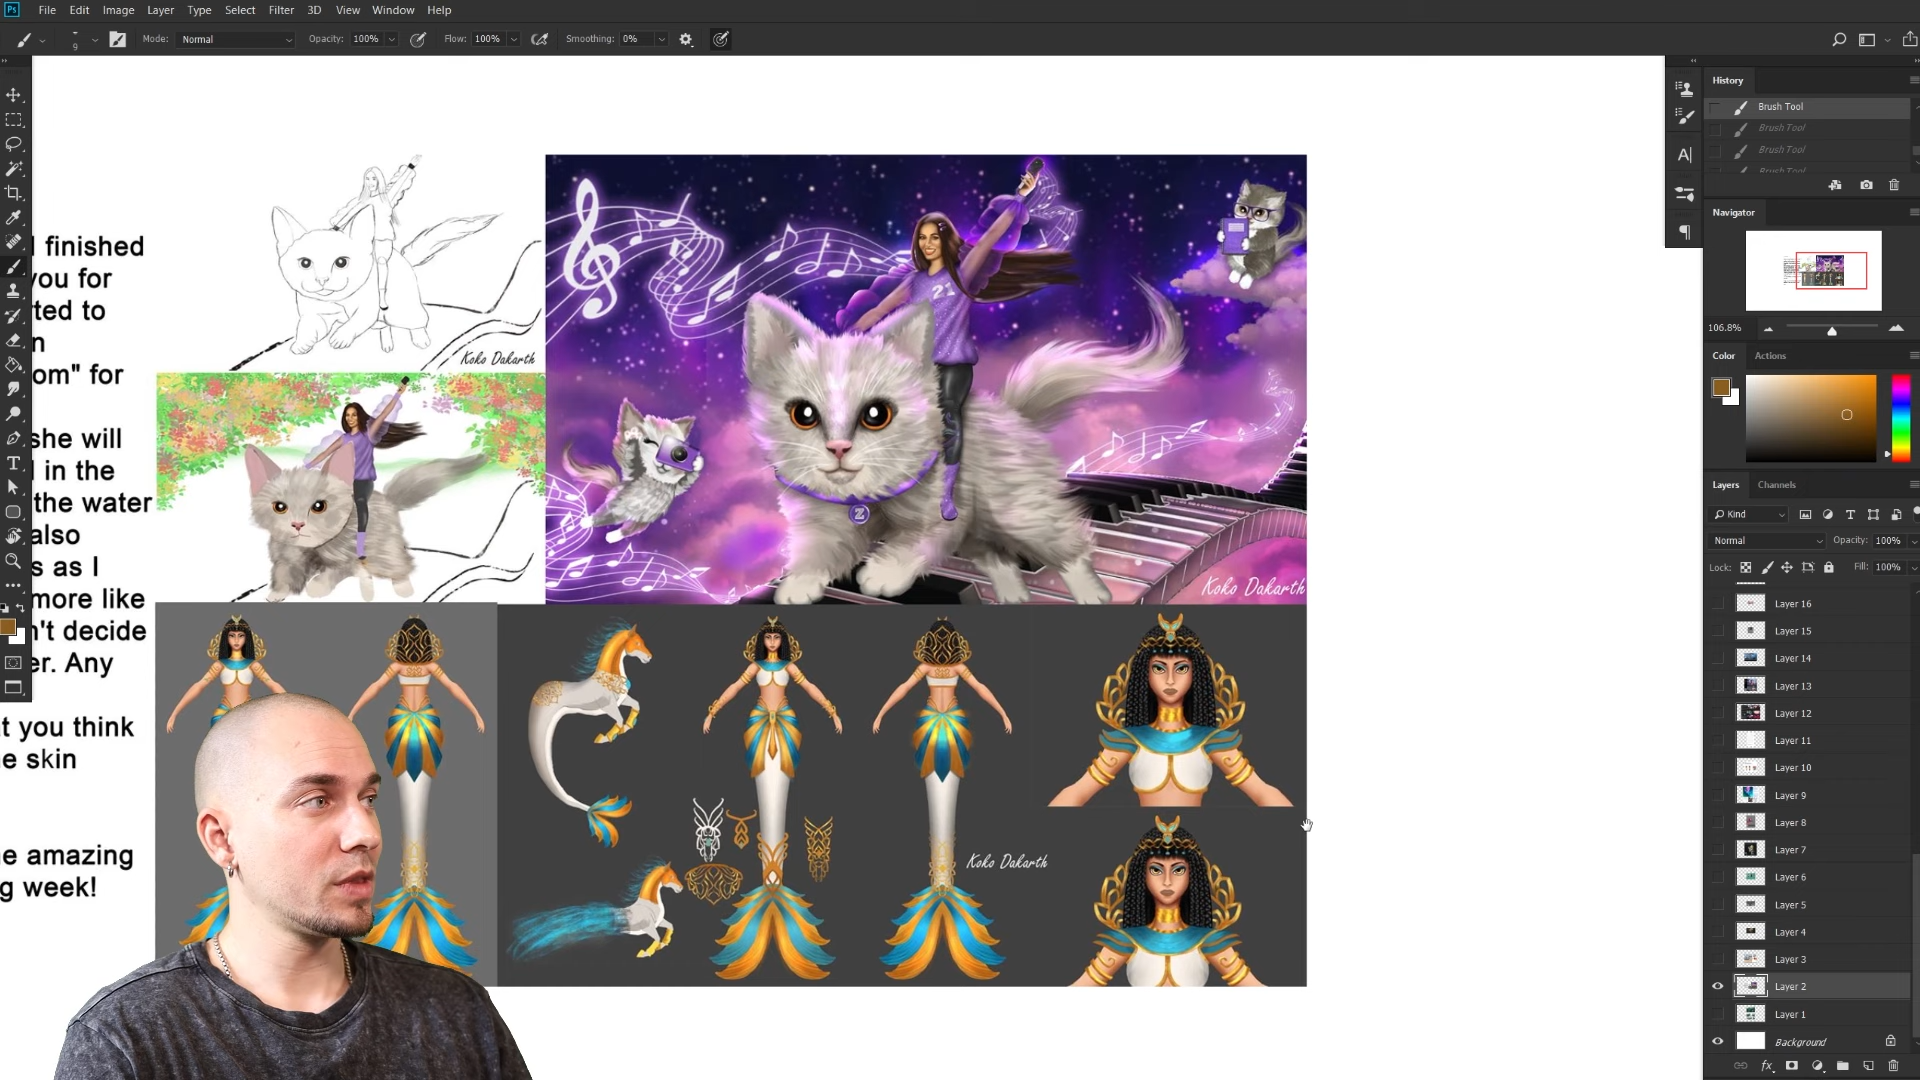 File Edit Image Layer Type Select Filter 3D View Window Help
9 Mode: Normal Opacity: 100% Flow: 100% Smoothing: 0%
History
Brush Tool
Brush Tool
Brush Tool
Navigator
106.8%
Color Actions
Layers Channels
Kind
Normal Opacity: 100%
Lock: Fill: 100%
Layer 16
Layer 15
Layer 14
Layer 13
Layer 12
Layer 11
Layer 10
Layer 9
Layer 8
Layer 7
Layer 6
Layer 5
Layer 4
Layer 3
Layer 2
Layer 1
Background
finished
you for
rted to
n
om" for
she will
in the
the water
also
s as I
more like
n't decide
er. Any
at you think
e skin
ne amazing
g week!
Koko Dakarth
21
Z
Koko Dakarth
Koko Dakarth